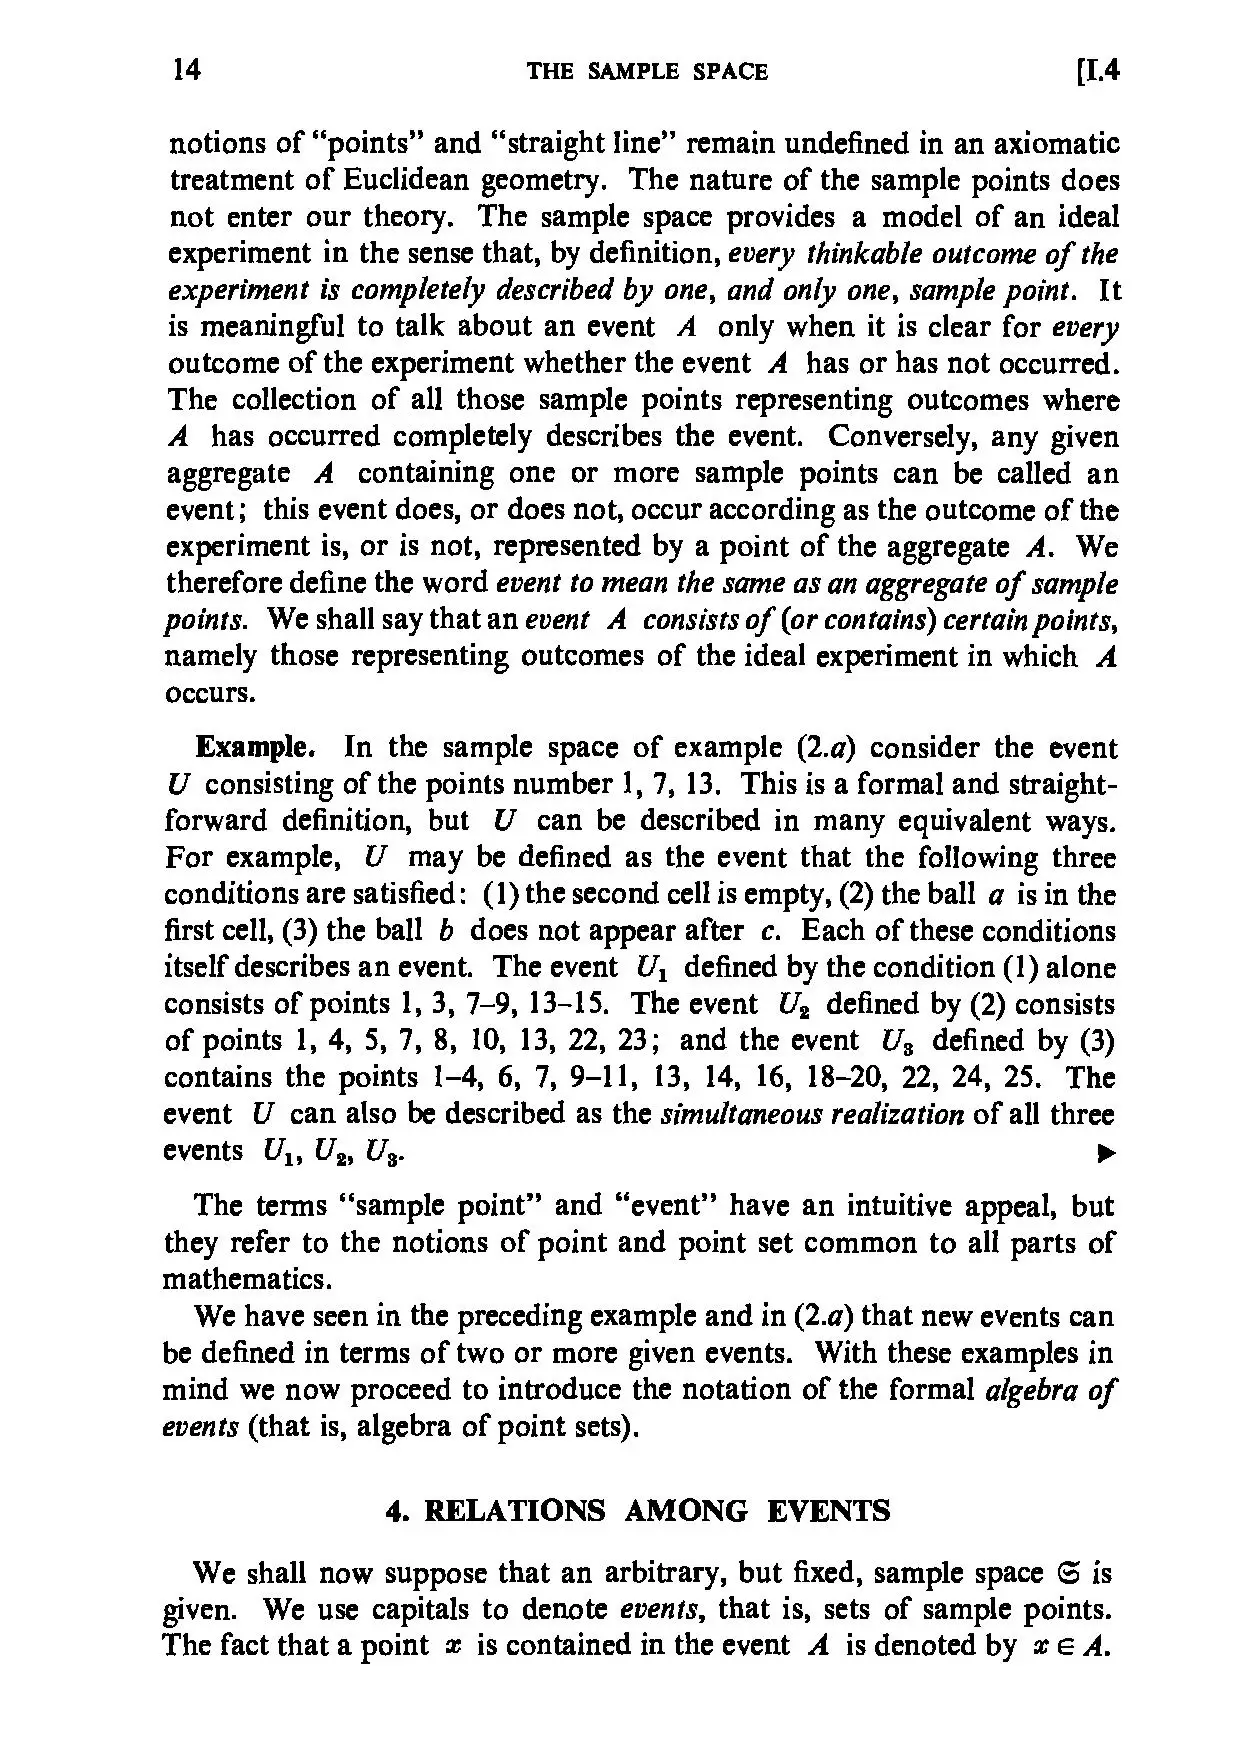 14 THE SAMPLE SPACE [I.4
notions of “points” and “straight line” remain undefined in an axiomatic
treatment of Euclidean geometry. The nature of the sample points does
not enter our theory. The sample space provides a model of an ideal
experiment in the sense that, by definition, every thinkable outcome of the
experiment is completely described by one, and only one, sample point. It
is meaningful to talk about an event A only when it is clear for every
outcome of the experiment whether the event A has or has not occurred.
The collection of all those sample points representing outcomes where
A has occurred completely describes the event. Conversely, any given
aggregate A containing one or more sample points can be called an
event; this event does, or does not, occur according as the outcome of the
experiment is, or is not, represented by a point of the aggregate A. We
therefore define the word event to mean the same as an aggregate of sample
points. We shall say that an event A consists of (or contains) certain points,
namely those representing outcomes of the ideal experiment in which A
occurs.
Example. In the sample space of example (2.a) consider the event
U consisting of the points number 1, 7, 13. This is a formal and straight-
forward definition, but U can be described in many equivalent ways.
For example, U may be defined as the event that the following three
conditions are satisfied: (1) the second cell is empty, (2) the ball a is in the
first cell, (3) the ball b does not appear after c. Each of these conditions
itself describes an event. The event U₁ defined by the condition (1) alone
consists of points 1, 3, 7–9, 13–15. The event U₂ defined by (2) consists
of points 1, 4, 5, 7, 8, 10, 13, 22, 23; and the event U₃ defined by (3)
contains the points 1–4, 6, 7, 9–11, 13, 14, 16, 18–20, 22, 24, 25. The
event U can also be described as the simultaneous realization of all three
events U₁, U₂, U₃. ►
The terms “sample point” and “event” have an intuitive appeal, but
they refer to the notions of point and point set common to all parts of
mathematics.
We have seen in the preceding example and in (2.a) that new events can
be defined in terms of two or more given events. With these examples in
mind we now proceed to introduce the notation of the formal algebra of
events (that is, algebra of point sets).
4. RELATIONS AMONG EVENTS
We shall now suppose that an arbitrary, but fixed, sample space 𝔖 is
given. We use capitals to denote events, that is, sets of sample points.
The fact that a point x is contained in the event A is denoted by x ∈ A.